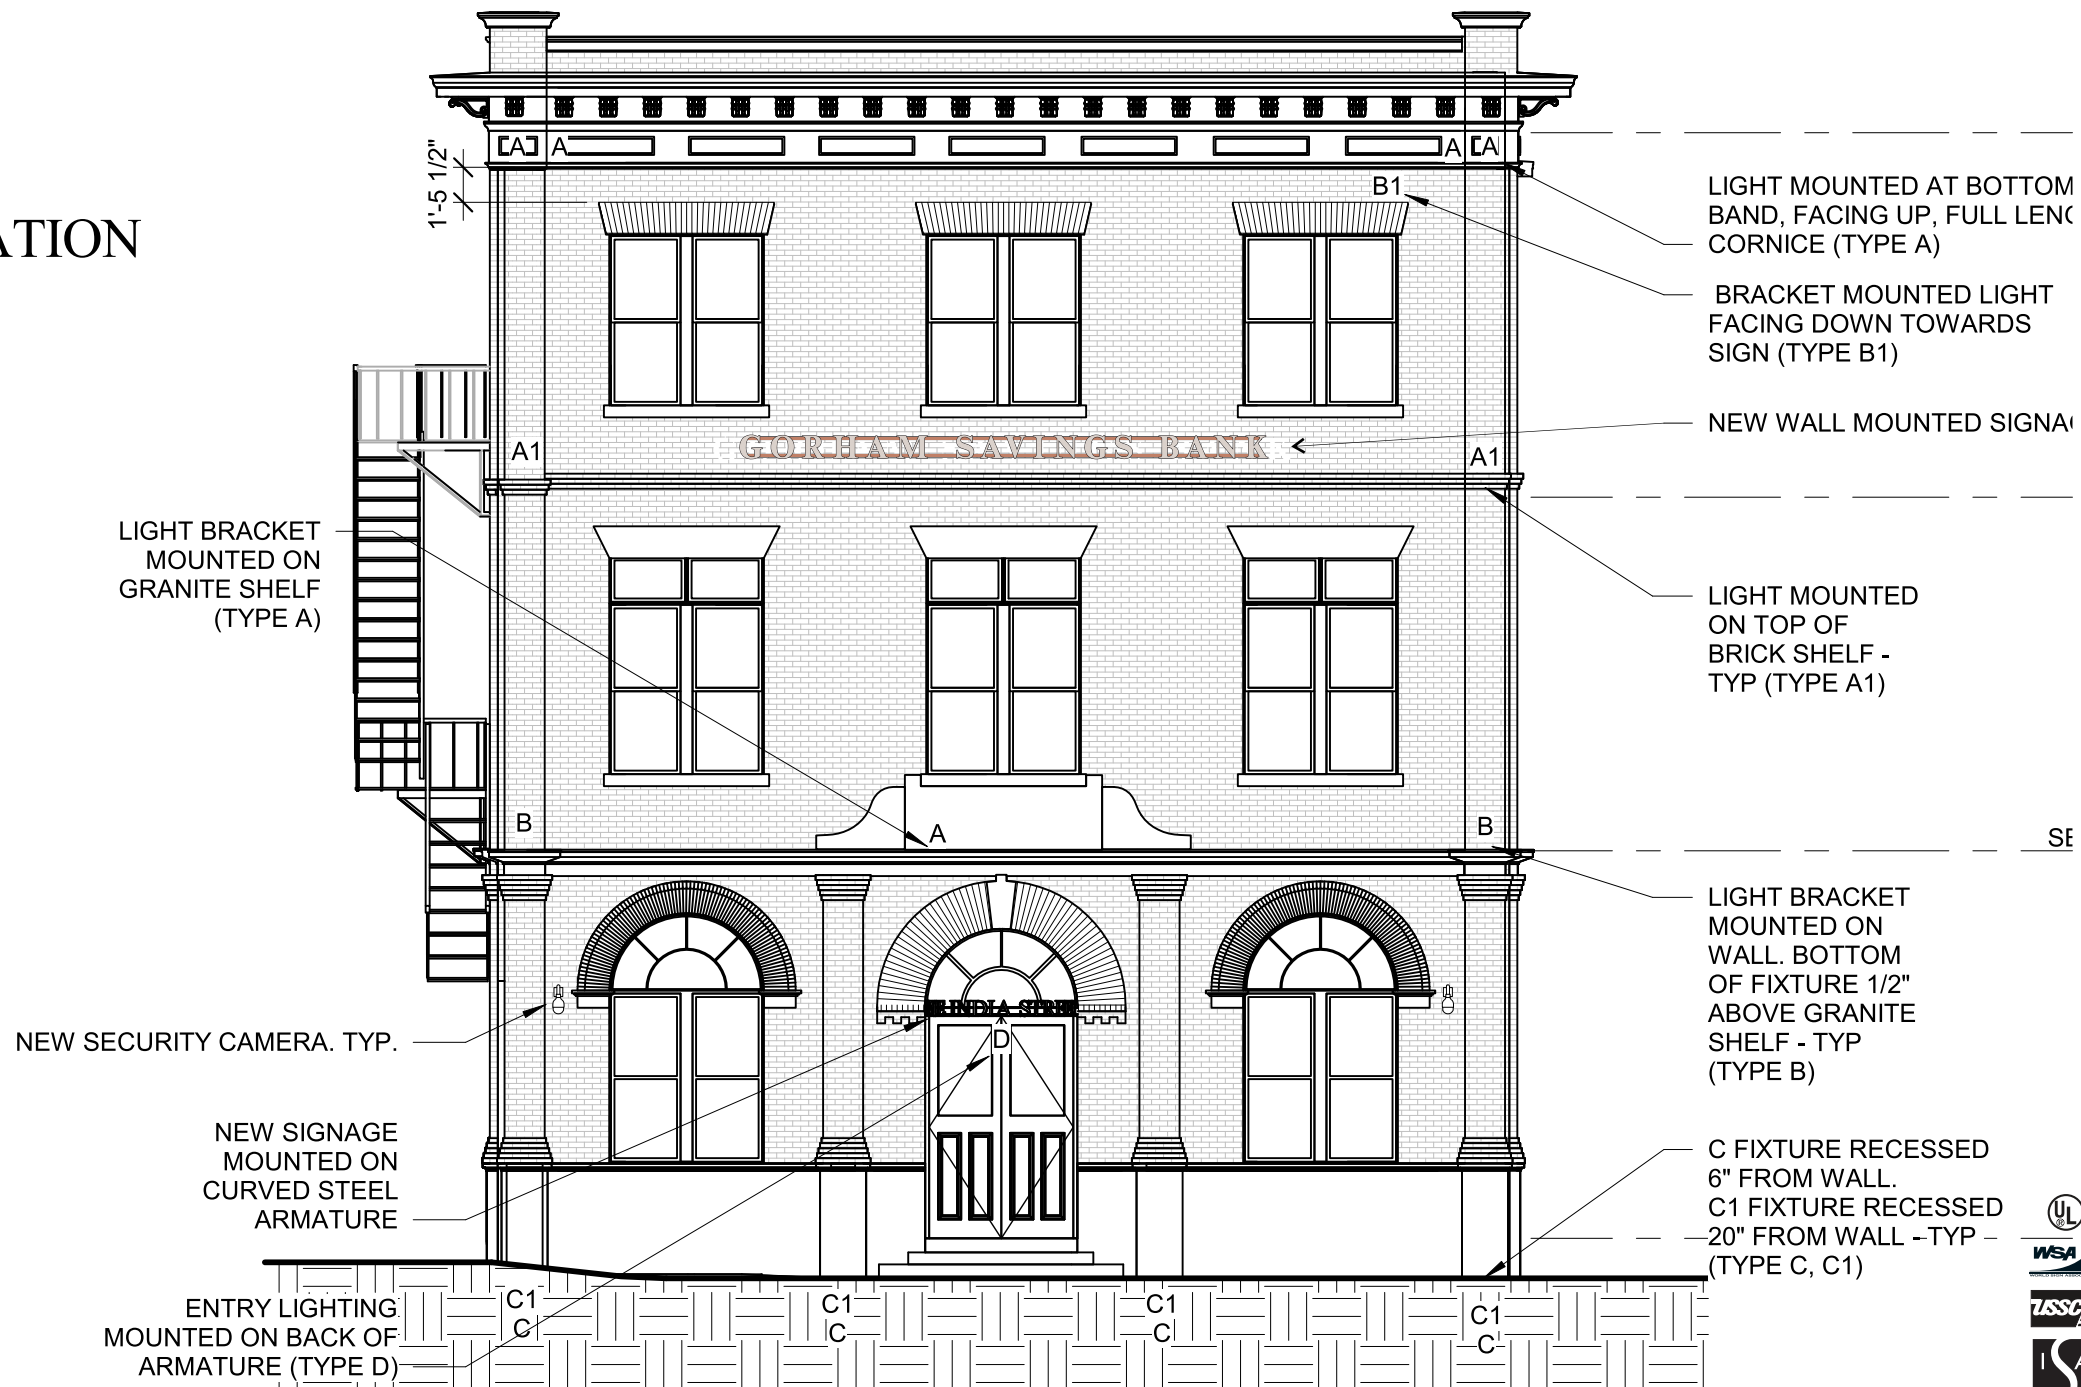 ATION
1'-5 1/2"
A A A A
B1
LIGHT MOUNTED AT BOTTOM
BAND, FACING UP, FULL
CORNICE (TYPE A)
BRACKET MOUNTED LIGHT
FACING DOWN TOWARDS
SIGN (TYPE B1)
NEW WALL MOUNTED
GORHAM SAVINGS BANK
A1 A1
LIGHT BRACKET
MOUNTED ON
GRANITE SHELF
(TYPE A)
LIGHT MOUNTED
ON TOP OF
BRICK SHELF -
TYP (TYPE A1)
B A B
SE
LIGHT BRACKET
MOUNTED ON
WALL. BOTTOM
OF FIXTURE 1/2"
ABOVE GRANITE
SHELF - TYP
(TYPE B)
INDIA
D
NEW SECURITY CAMERA. TYP.
NEW SIGNAGE
MOUNTED ON
CURVED STEEL
ARMATURE
C FIXTURE RECESSED
6" FROM WALL.
C1 FIXTURE RECESSED
20" FROM WALL - TYP
(TYPE C, C1)
ENTRY LIGHTING
MOUNTED ON BACK OF
ARMATURE (TYPE D)
C1 C1 C1 C1
C C C C
UL
WSA
USSC